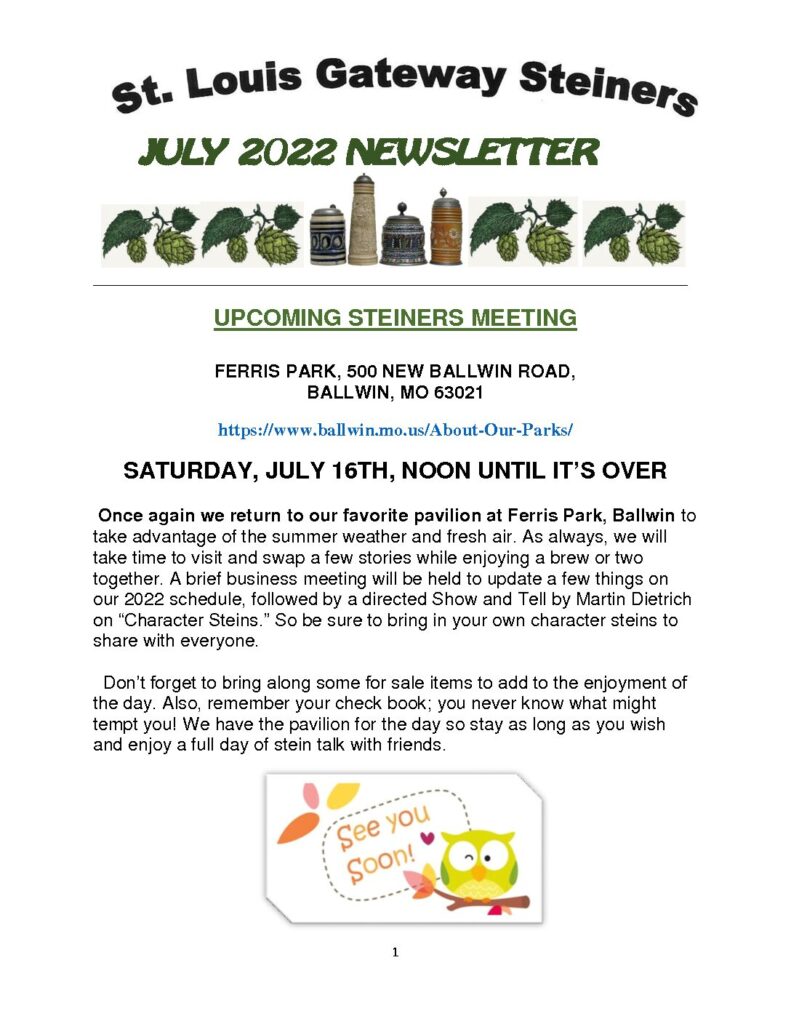 St. Louis Gateway Steiners
JULY 2022 NEWSLETTER
UPCOMING STEINERS MEETING
FERRIS PARK, 500 NEW BALLWIN ROAD,
BALLWIN, MO 63021
https://www.ballwin.mo.us/About-Our-Parks/
SATURDAY, JULY 16TH, NOON UNTIL IT'S OVER
Once again we return to our favorite pavilion at Ferris Park, Ballwin to
take advantage of the summer weather and fresh air. As always, we will
take time to visit and swap a few stories while enjoying a brew or two
together. A brief business meeting will be held to update a few things on
our 2022 schedule, followed by a directed Show and Tell by Martin Dietrich
on “Character Steins.” So be sure to bring in your own character steins to
share with everyone.
Don't forget to bring along some for sale items to add to the enjoyment of
the day. Also, remember your check book; you never know what might
tempt you! We have the pavilion for the day so stay as long as you wish
and enjoy a full day of stein talk with friends.
See you
Soon!
1